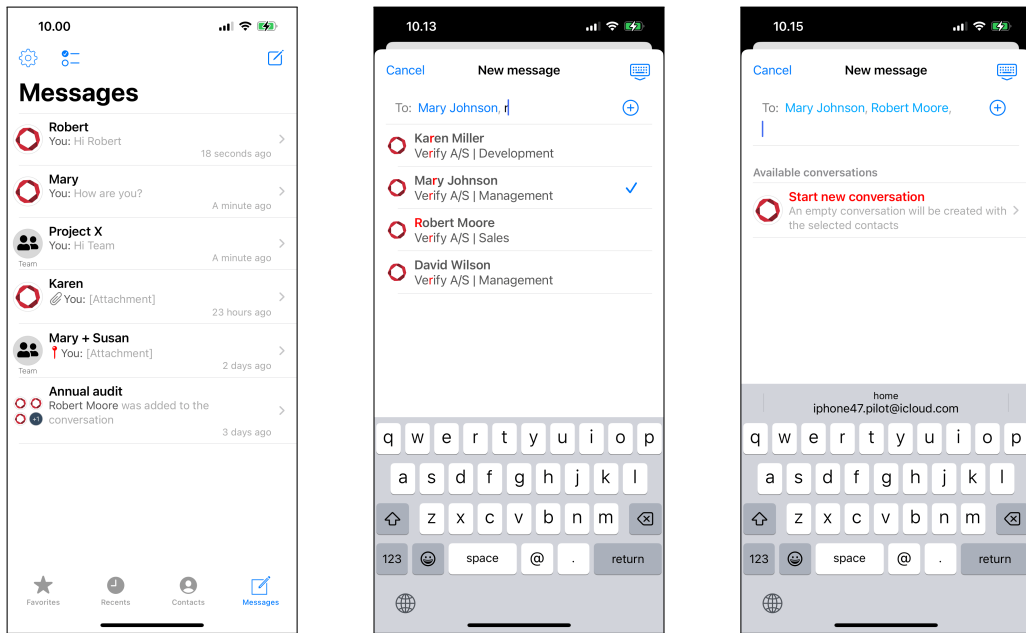 10.00
Messages
Robert
You: Hi Robert
18 seconds ago
Mary
You: How are you?
A minute ago
Project X
You: Hi Team
Team
A minute ago
Karen
You: [Attachment]
23 hours ago
Mary + Susan
You: [Attachment]
Team
2 days ago
Annual audit
Robert Moore was added to the
+1 conversation
3 days ago
Favorites Recents Contacts Messages
10.13
Cancel New message
To: Mary Johnson, r
Karen Miller
Verify A/S | Development
Mary Johnson
Verify A/S | Management
Robert Moore
Verify A/S | Sales
David Wilson
Verify A/S | Management
q w e r t y u i o p
a s d f g h j k l
z x c v b n m
123 space @ . return
10.15
Cancel New message
To: Mary Johnson, Robert Moore,
Available conversations
Start new conversation
An empty conversation will be created with
the selected contacts
home
iphone47.pilot@icloud.com
q w e r t y u i o p
a s d f g h j k l
z x c v b n m
123 space @ . return